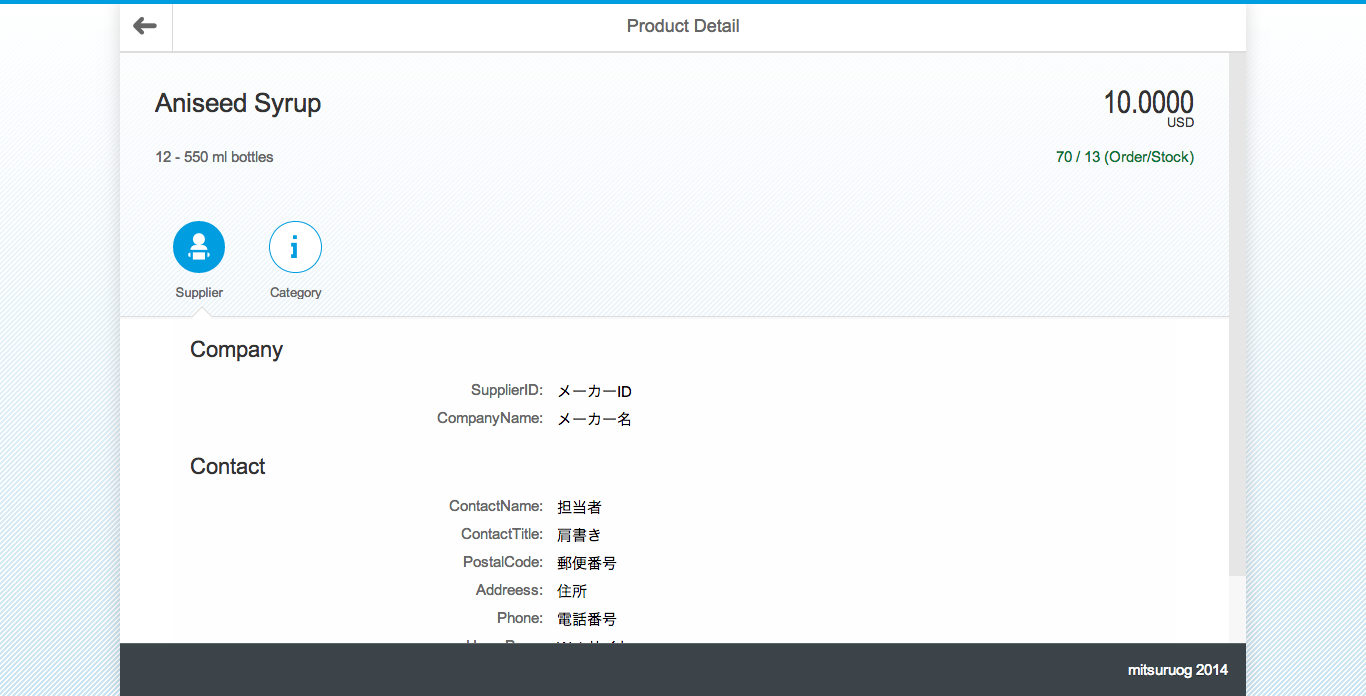 Product Detail
Aniseed Syrup
10.0000
USD
12 - 550 ml bottles
70 / 13 (Order/Stock)
Supplier
Category
Company
SupplierID: メーカーID
CompanyName: メーカー名
Contact
ContactName: 担当者
ContactTitle: 肩書き
PostalCode: 郵便番号
Addreess: 住所
Phone: 電話番号
mitsuruog 2014